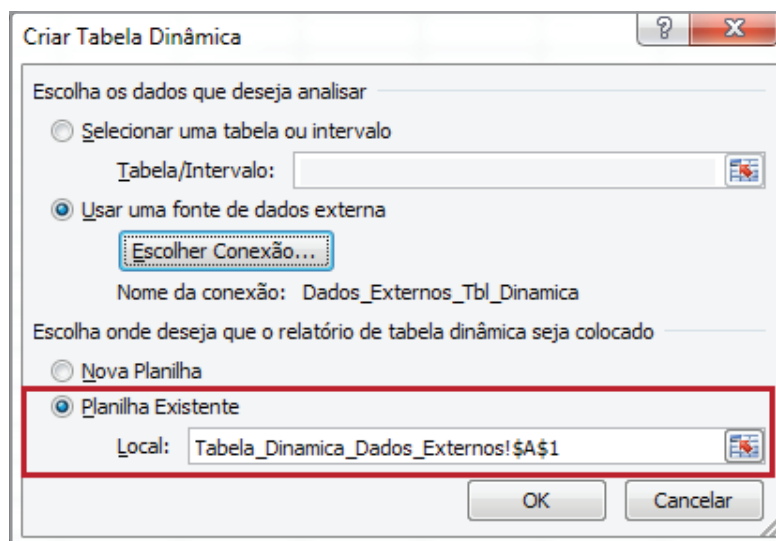 Criar Tabela Dinâmica
Escolha os dados que deseja analisar
Selecionar uma tabela ou intervalo
Tabela/Intervalo:
Usar uma fonte de dados externa
Escolher Conexão...
Nome da conexão: Dados_Externos_Tbl_Dinamica
Escolha onde deseja que o relatório de tabela dinâmica seja colocado
Nova Planilha
Planilha Existente
Local: Tabela_Dinamica_Dados_Externos!$A$1
OK Cancelar